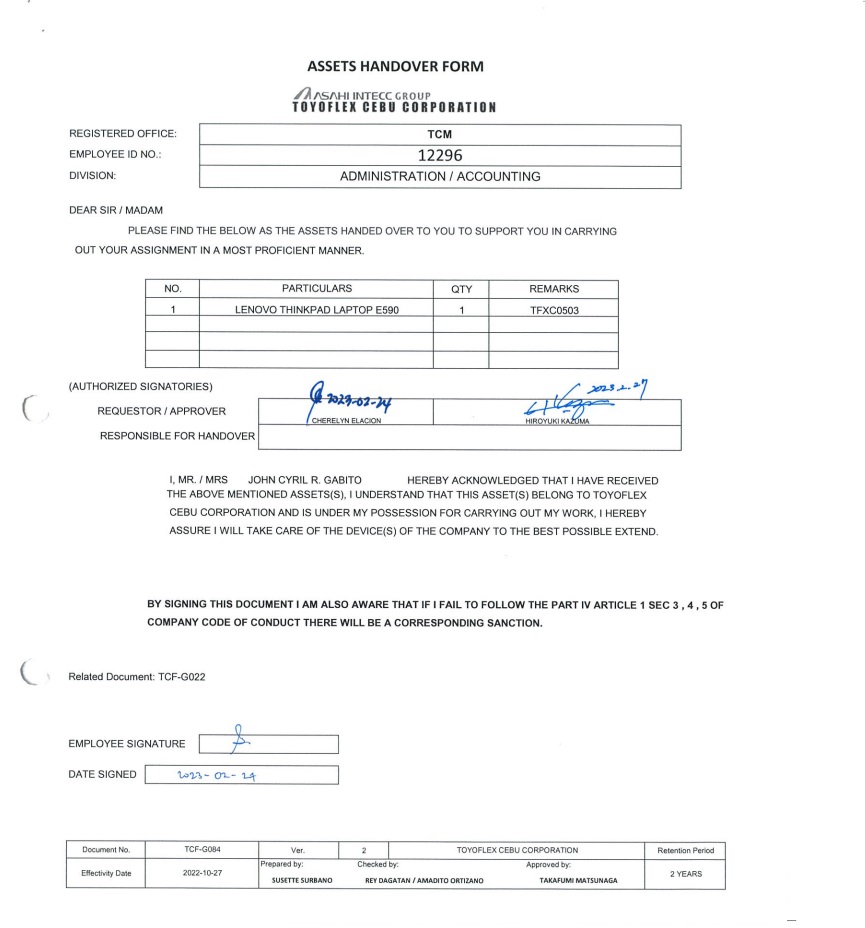 ASSETS HANDOVER FORM
ASAHI INTECC GROUP
TOYOFLEX CEBU CORPORATION
REGISTERED OFFICE: TCM
EMPLOYEE ID NO.: 12296
DIVISION: ADMINISTRATION / ACCOUNTING
DEAR SIR / MADAM
PLEASE FIND THE BELOW AS THE ASSETS HANDED OVER TO YOU TO SUPPORT YOU IN CARRYING
OUT YOUR ASSIGNMENT IN A MOST PROFICIENT MANNER.
NO. PARTICULARS QTY REMARKS
1 LENOVO THINKPAD LAPTOP E590 1 TFXC0503
(AUTHORIZED SIGNATORIES)
2023-02-24 2023.2.27
REQUESTOR / APPROVER
CHERELYN ELACION HIROYUKI KAZUMA
RESPONSIBLE FOR HANDOVER
I, MR. / MRS JOHN CYRIL R. GABITO HEREBY ACKNOWLEDGED THAT I HAVE RECEIVED
THE ABOVE MENTIONED ASSETS(S), I UNDERSTAND THAT THIS ASSET(S) BELONG TO TOYOFLEX
CEBU CORPORATION AND IS UNDER MY POSSESSION FOR CARRYING OUT MY WORK, I HEREBY
ASSURE I WILL TAKE CARE OF THE DEVICE(S) OF THE COMPANY TO THE BEST POSSIBLE EXTEND.
BY SIGNING THIS DOCUMENT I AM ALSO AWARE THAT IF I FAIL TO FOLLOW THE PART IV ARTICLE 1 SEC 3 , 4 , 5 OF
COMPANY CODE OF CONDUCT THERE WILL BE A CORRESPONDING SANCTION.
Related Document: TCF-G022
EMPLOYEE SIGNATURE
DATE SIGNED 2023-02-24
Document No. TCF-G084 Ver. 2 TOYOFLEX CEBU CORPORATION Retention Period
Effectivity Date 2022-10-27 Prepared by: Checked by: Approved by: 2 YEARS
SUSETTE SURBANO REY DAGATAN / AMADITO ORTIZANO TAKAFUMI MATSUNAGA